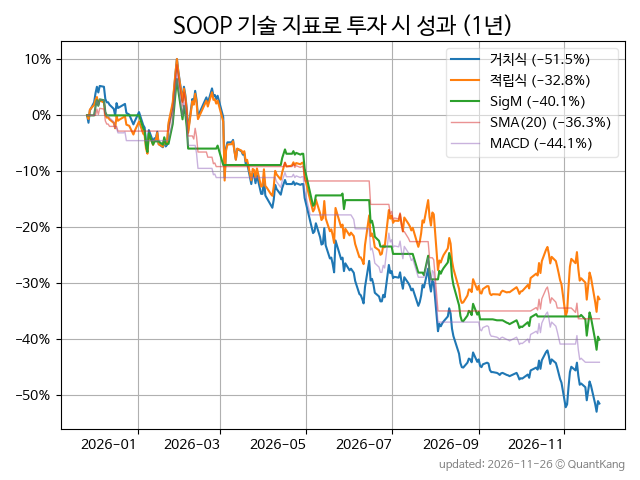 SOOP 기술 지표로 투자 시 성과 (1년)
거치식 (−51.5%)
적립식 (−32.8%)
SigM (−40.1%)
SMA(20) (−36.3%)
MACD (−44.1%)
10%
0%
−10%
−20%
−30%
−40%
−50%
2026−01 2026−03 2026−05 2026−07 2026−09 2026−11
updated: 2026−11−26 © QuantKang